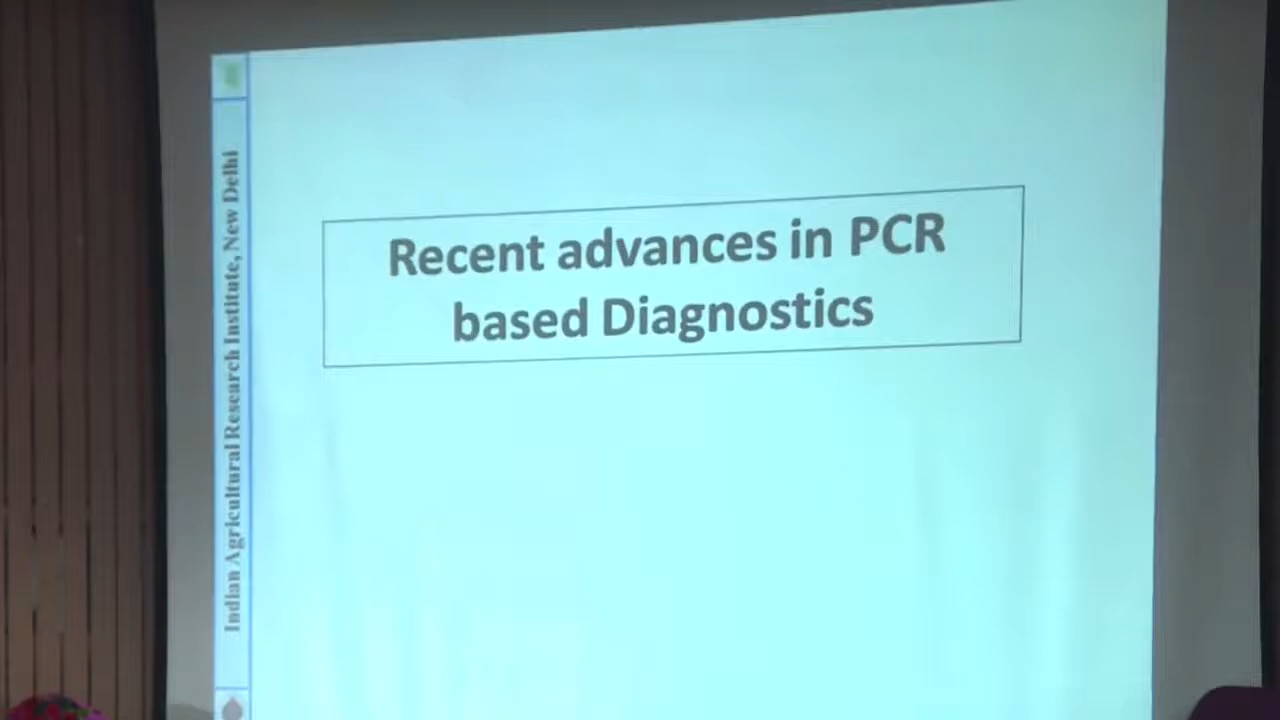 Indian Agricultural Research Institute, New Delhi
Recent advances in PCR
based Diagnostics